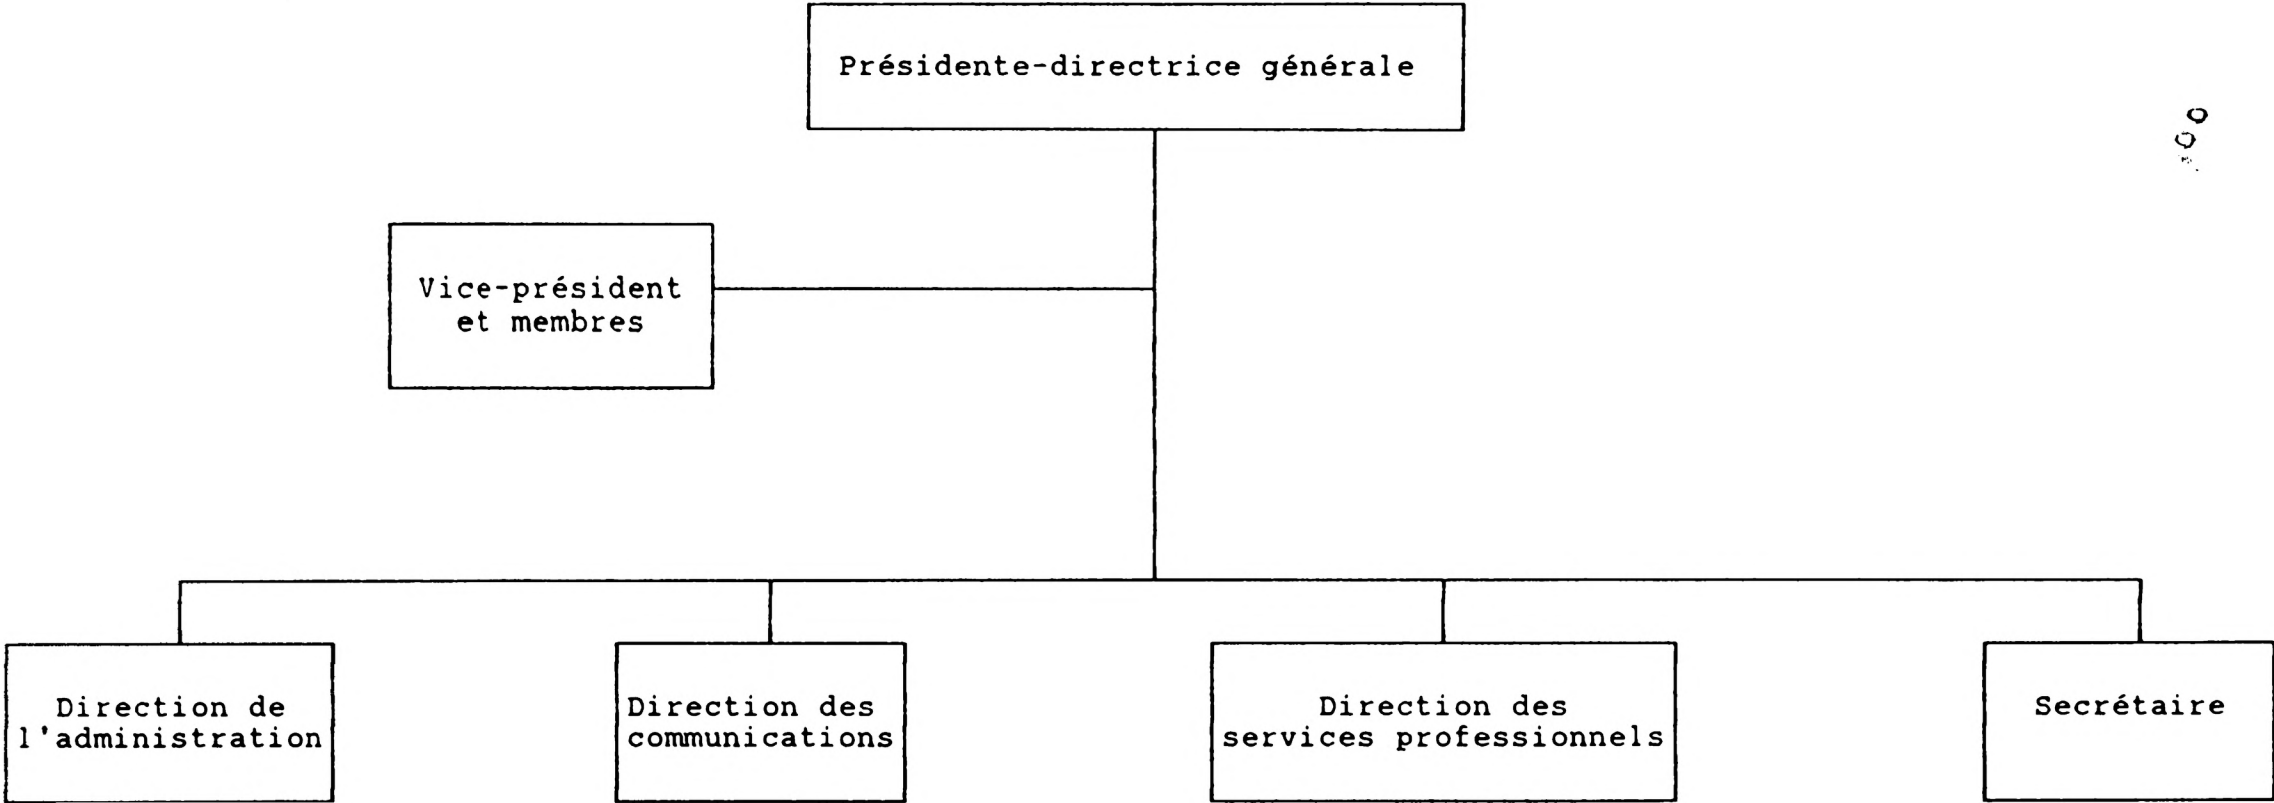 Présidente-directrice générale
Vice-président
et membres
Direction de
l'administration
Direction des
communications
Direction des
services professionnels
Secrétaire